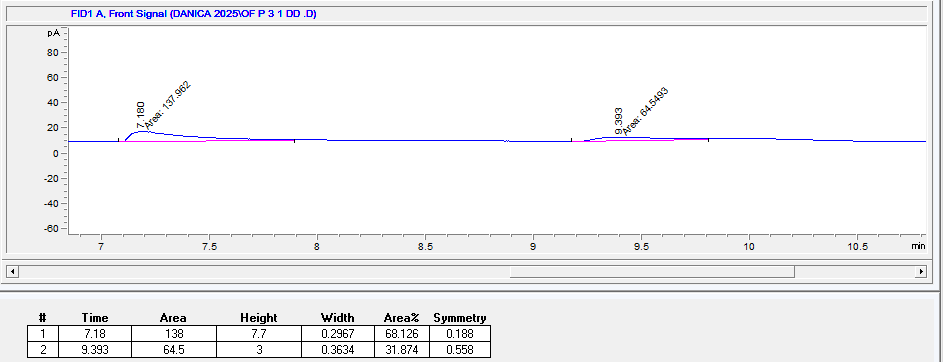 FID1 A, Front Signal (DANICA 2025\OF P 3 1 DD .D)
pA
80
60
40
20
0
-20
-40
-60
7.180
Area: 137.962
9.393
Area: 64.5493
7 7.5 8 8.5 9 9.5 10 10.5 min
# Time Area Height Width Area% Symmetry
1 7.18 138 7.7 0.2967 68.126 0.188
2 9.393 64.5 3 0.3634 31.874 0.558